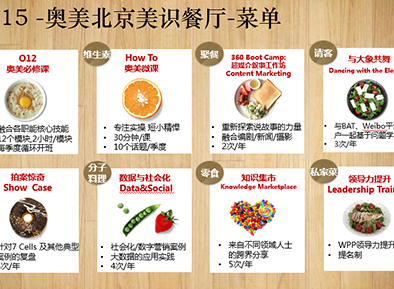 15 -奥美北京美识餐厅-菜单
O12
奥美必修课
融合各职能核心技能
12个模块,2小时/模块
每季度循环开班
维生素
How To
奥美微课
• 专注实操 短小精悍
• 30分钟/课
• 10个话题/季度
聚餐
360 Boot Camp:
超媒介叙事工作坊
Content Marketing
• 重新探索说故事的力量
• 融合编剧/新闻/摄影
• 2次/年
请客
与大象共舞
Dancing with the Ele
• 与BAT、Weibo平
户一起基于问题学
• 3次/年
拍案惊奇
Show Case
针对7 Cells 及其他典型
案例的复盘
次/年
分子
料理
数据与社会化
Data&Social
• 社会化/数字营销案例
• 大数据的应用实践
• 4次/年
零食
知识集市
Knowledge Marketplace
• 来自不同领域人士
的跨界分享
• 5次/年
私家菜
领导力提升
Leadership Train
• WPP领导力提升
• 提名制